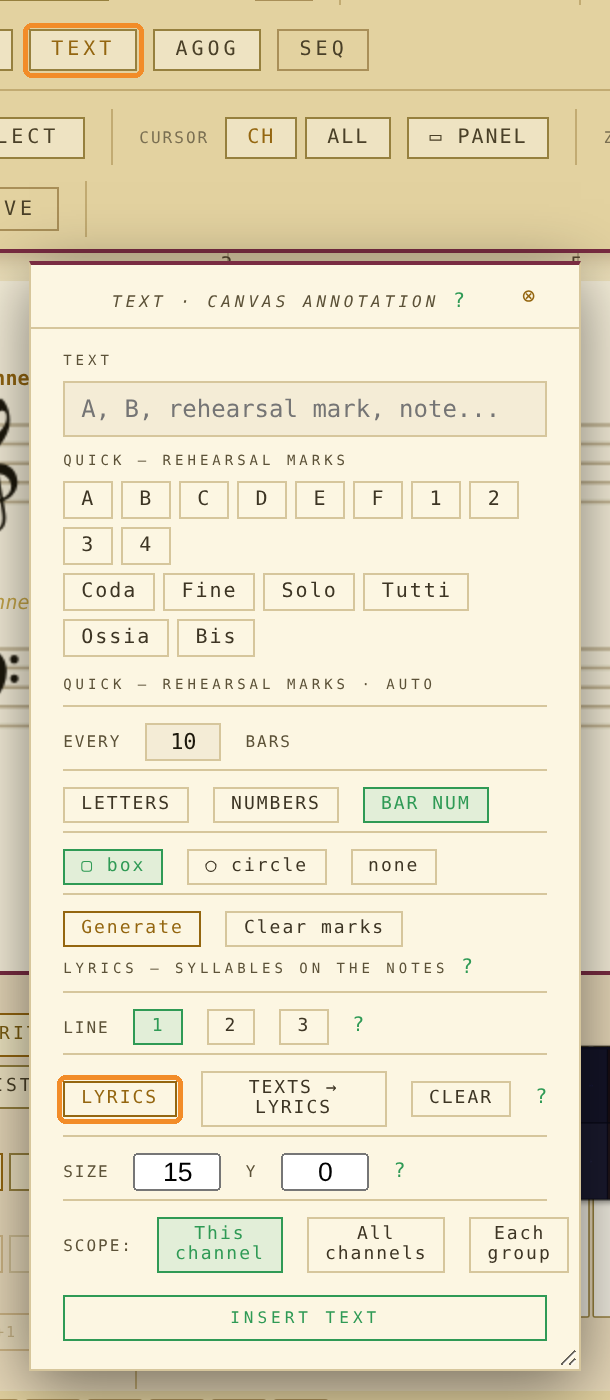 TEXT AGOG SEQ
LECT CURSOR CH ALL ▭ PANEL
VE
TEXT · CANVAS ANNOTATION ? ⊗
TEXT
A, B, rehearsal mark, note...
QUICK — REHEARSAL MARKS
A B C D E F 1 2
3 4
Coda Fine Solo Tutti
Ossia Bis
QUICK — REHEARSAL MARKS · AUTO
EVERY 10 BARS
LETTERS NUMBERS BAR NUM
▢ box ○ circle none
Generate Clear marks
LYRICS — SYLLABLES ON THE NOTES ?
LINE 1 2 3 ?
LYRICS TEXTS → LYRICS CLEAR ?
SIZE 15 Y 0 ?
SCOPE: This channel All channels Each group
INSERT TEXT